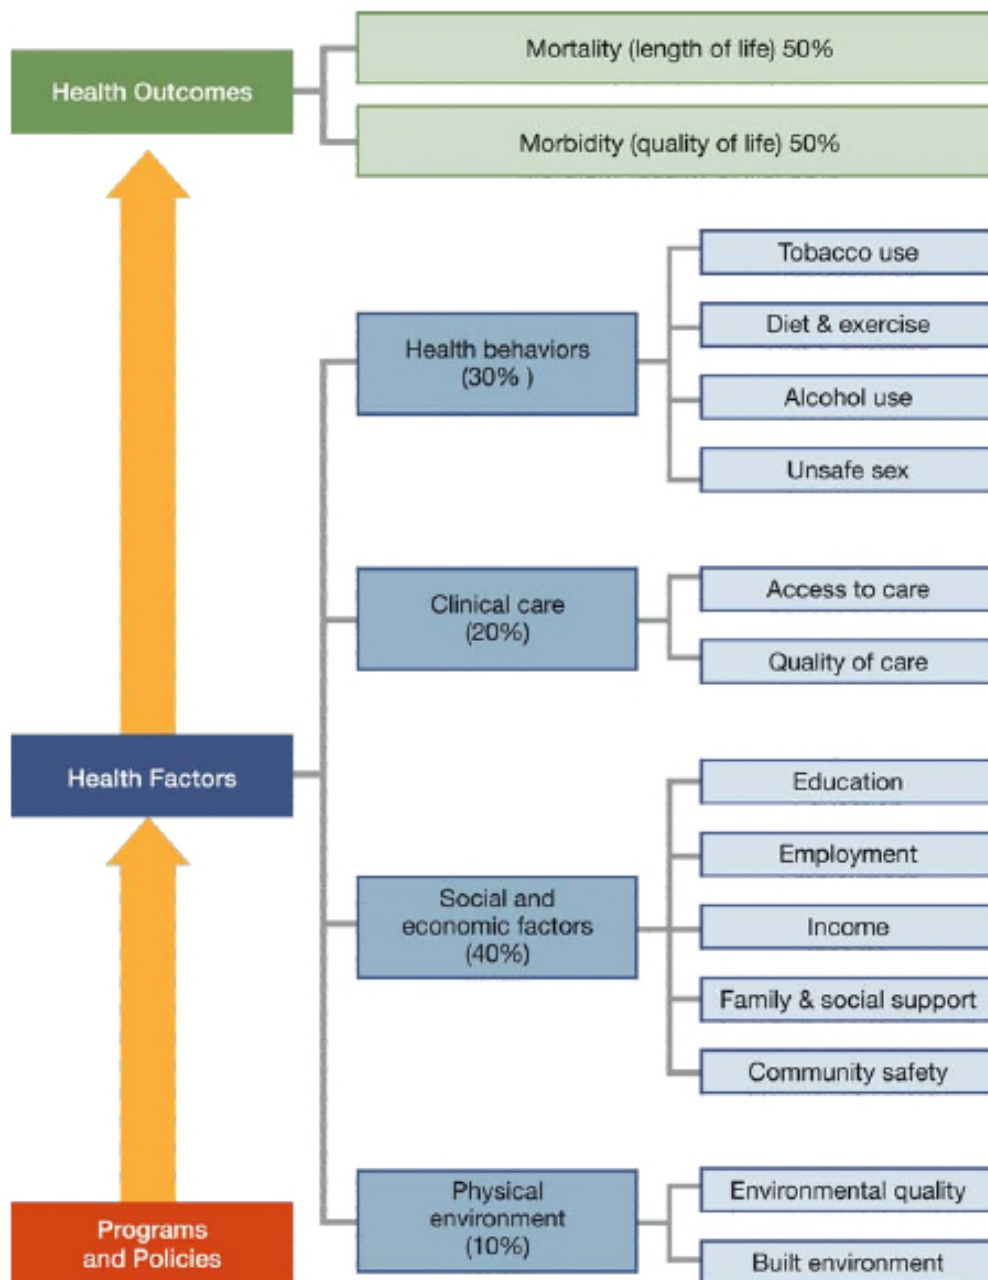 Health Outcomes
Mortality (length of life) 50%
Morbidity (quality of life) 50%
Health Factors
Health behaviors
(30% )
Tobacco use
Diet & exercise
Alcohol use
Unsafe sex
Clinical care
(20%)
Access to care
Quality of care
Social and
economic factors
(40%)
Education
Employment
Income
Family & social support
Community safety
Physical
environment
(10%)
Environmental quality
Built environment
Programs
and Policies